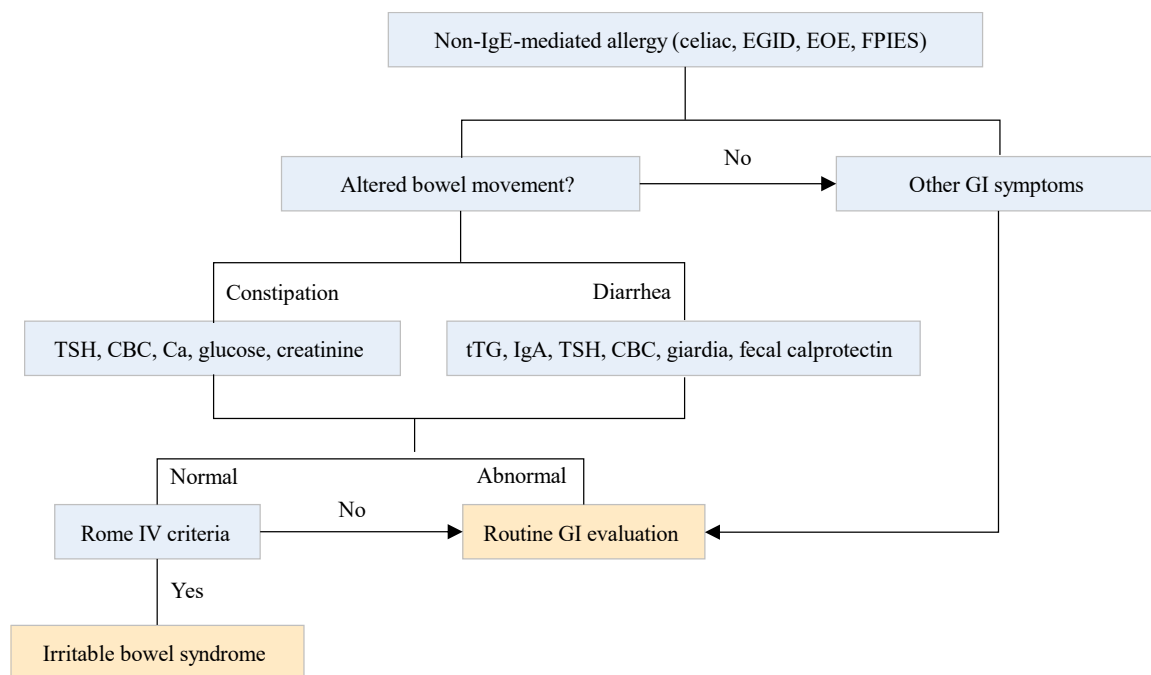 Non-IgE-mediated allergy (celiac, EGID, EOE, FPIES)
Altered bowel movement?
No
Other GI symptoms
Constipation
Diarrhea
TSH, CBC, Ca, glucose, creatinine
tTG, IgA, TSH, CBC, giardia, fecal calprotectin
Normal
Abnormal
Rome IV criteria
No
Routine GI evaluation
Yes
Irritable bowel syndrome